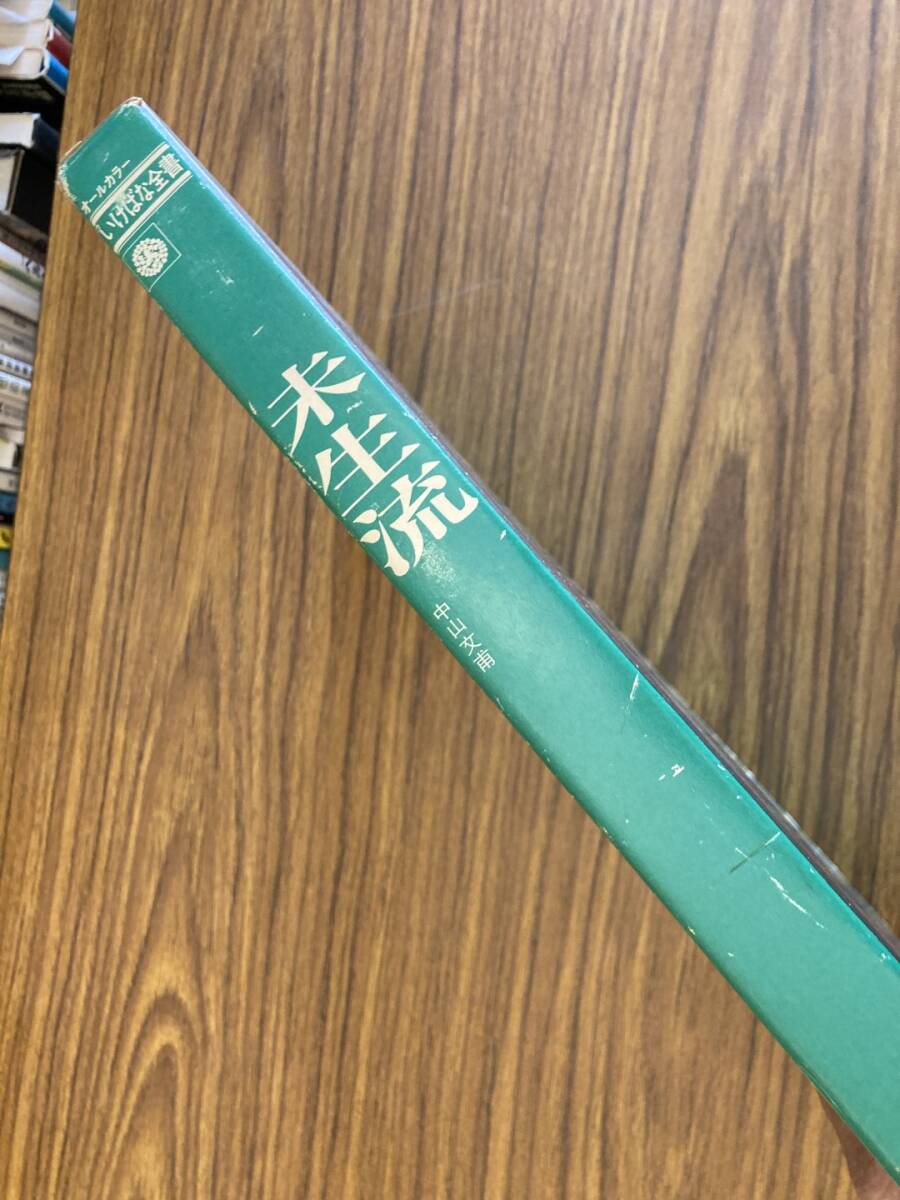 オールカラー
いけばな全書
未生流
中山文甫